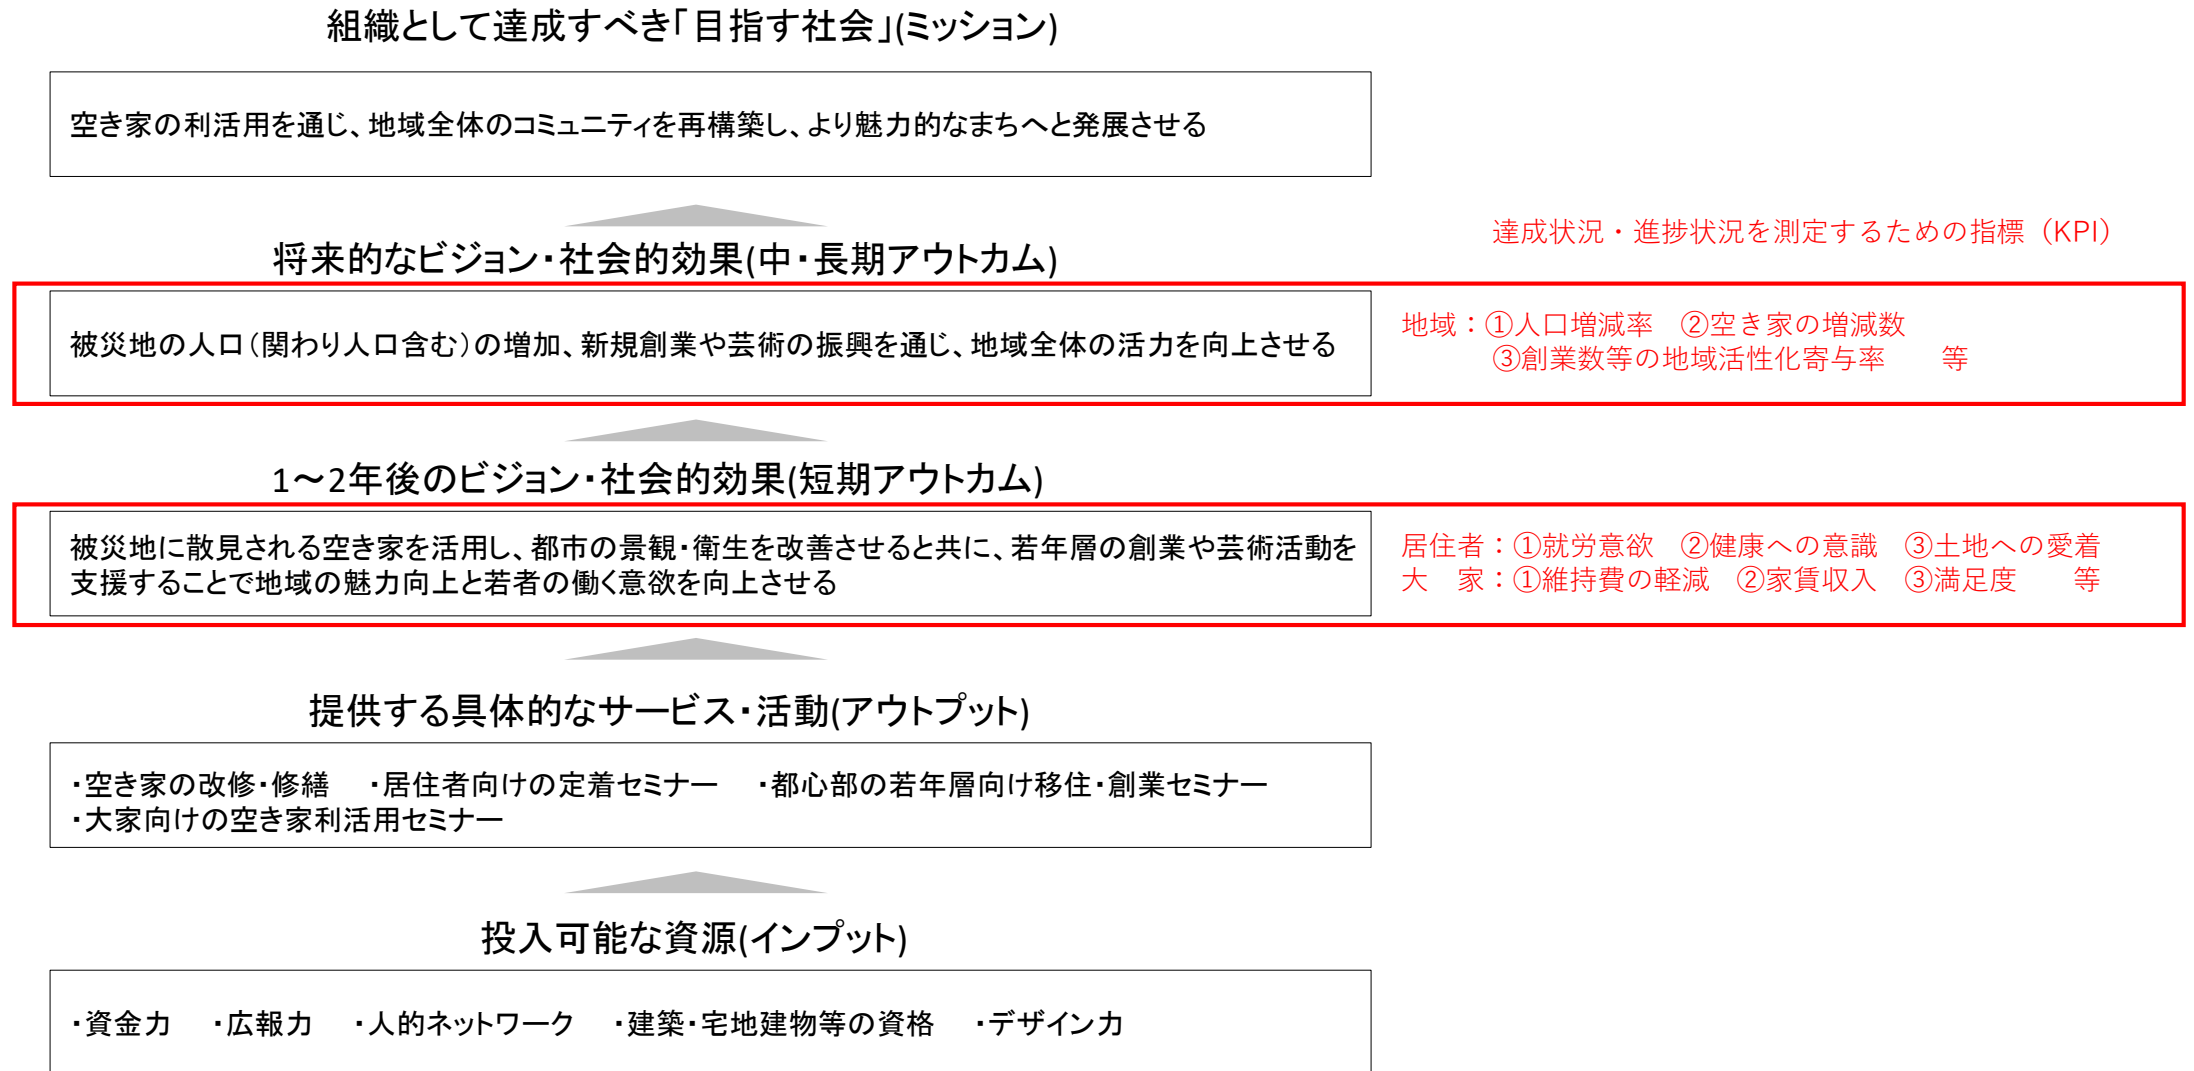 組織として達成すべき「目指す社会」(ミッション)
空き家の利活用を通じ、地域全体のコミュニティを再構築し、より魅力的なまちへと発展させる
達成状況・進捗状況を測定するための指標（KPI）
将来的なビジョン・社会的効果(中・長期アウトカム)
被災地の人口（関わり人口含む）の増加、新規創業や芸術の振興を通じ、地域全体の活力を向上させる
地域：①人口増減率　②空き家の増減数
③創業数等の地域活性化寄与率　　等
1～2年後のビジョン・社会的効果(短期アウトカム)
被災地に散見される空き家を活用し、都市の景観・衛生を改善させると共に、若年層の創業や芸術活動を
支援することで地域の魅力向上と若者の働く意欲を向上させる
居住者：①就労意欲　②健康への意識　③土地への愛着
大　家：①維持費の軽減　②家賃収入　③満足度　　等
提供する具体的なサービス・活動(アウトプット)
・空き家の改修・修繕　・居住者向けの定着セミナー　・都心部の若年層向け移住・創業セミナー
・大家向けの空き家利活用セミナー
投入可能な資源(インプット)
・資金力　・広報力　・人的ネットワーク　・建築・宅地建物等の資格　・デザイン力